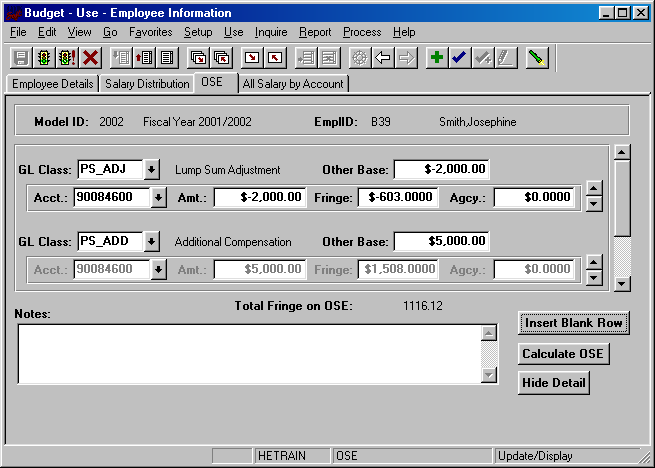 Budget - Use - Employee Information
File Edit View Go Favorites Setup Use Inquire Report Process Help
Employee Details Salary Distribution OSE All Salary by Account
Model ID: 2002 Fiscal Year 2001/2002 EmplID: B39 Smith,Josephine
GL Class: PS_ADJ Lump Sum Adjustment Other Base: $-2,000.00
Acct.: 90084600 Amt.: $-2,000.00 Fringe: $-603.0000 Agcy.: $0.0000
GL Class: PS_ADD Additional Compensation Other Base: $5,000.00
Acct.: 90084600 Amt.: $5,000.00 Fringe: $1,508.0000 Agcy.: $0.0000
Total Fringe on OSE: 1116.12
Notes:
Insert Blank Row
Calculate OSE
Hide Detail
HETRAIN OSE Update/Display